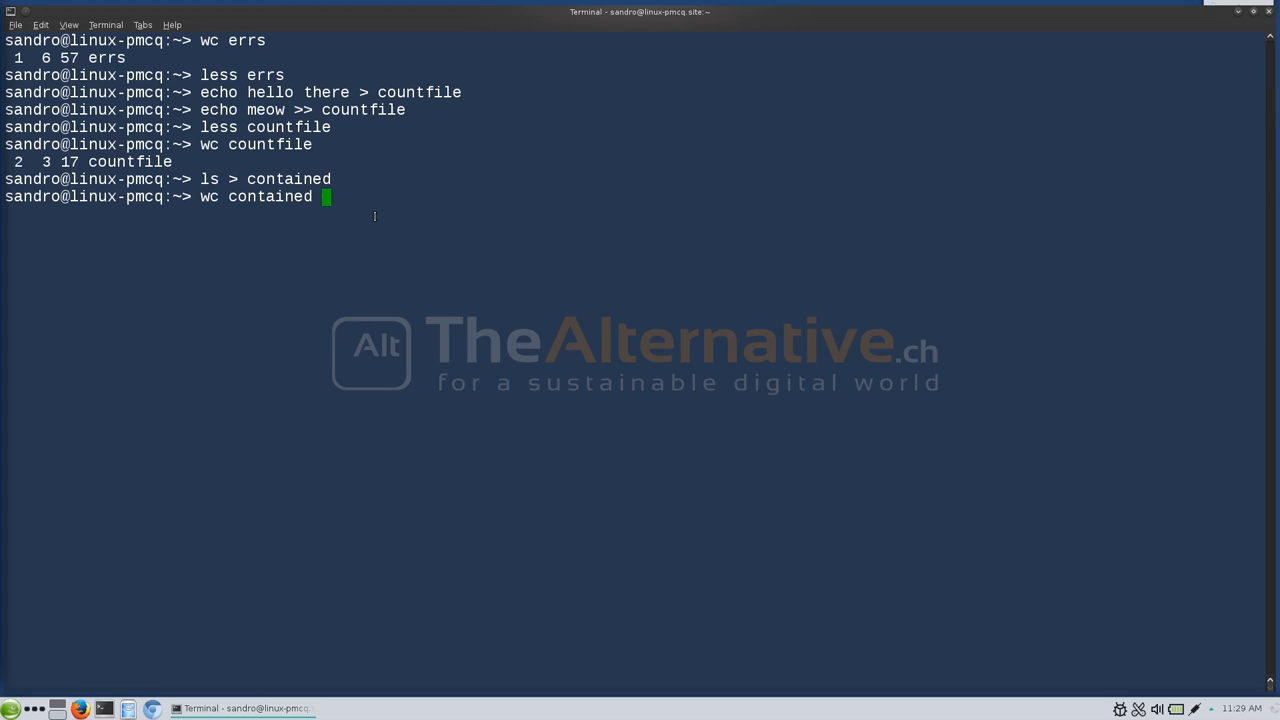 Terminal - sandro@linux-pmcq.site:~
File Edit View Terminal Tabs Help
sandro@linux-pmcq:~> wc errs
 1  6 57 errs
sandro@linux-pmcq:~> less errs
sandro@linux-pmcq:~> echo hello there > countfile
sandro@linux-pmcq:~> echo meow >> countfile
sandro@linux-pmcq:~> less countfile
sandro@linux-pmcq:~> wc countfile
 2  3 17 countfile
sandro@linux-pmcq:~> ls > contained
sandro@linux-pmcq:~> wc contained
Alt TheAlternative.ch
for a sustainable digital world
Terminal - sandro@linux-pmcq. 11:29 AM